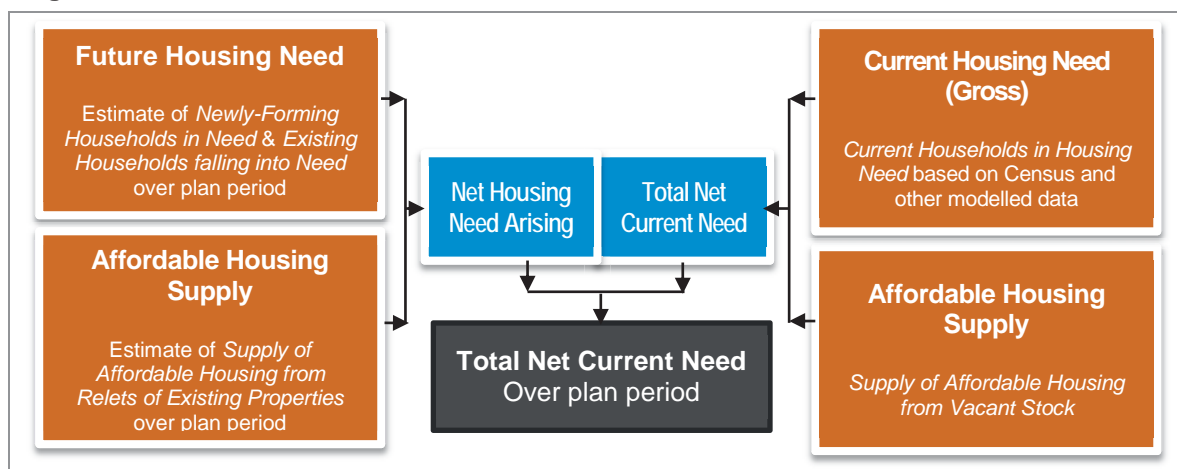 Future Housing Need
Estimate of Newly-Forming
Households in Need & Existing
Households falling into Need
over plan period
Affordable Housing
Supply
Estimate of Supply of
Affordable Housing from
Relets of Existing Properties
over plan period
Net Housing
Need Arising
Total Net
Current Need
Total Net Current Need
Over plan period
Current Housing Need
(Gross)
Current Households in Housing
Need based on Census and
other modelled data
Affordable Housing
Supply
Supply of Affordable Housing
from Vacant Stock